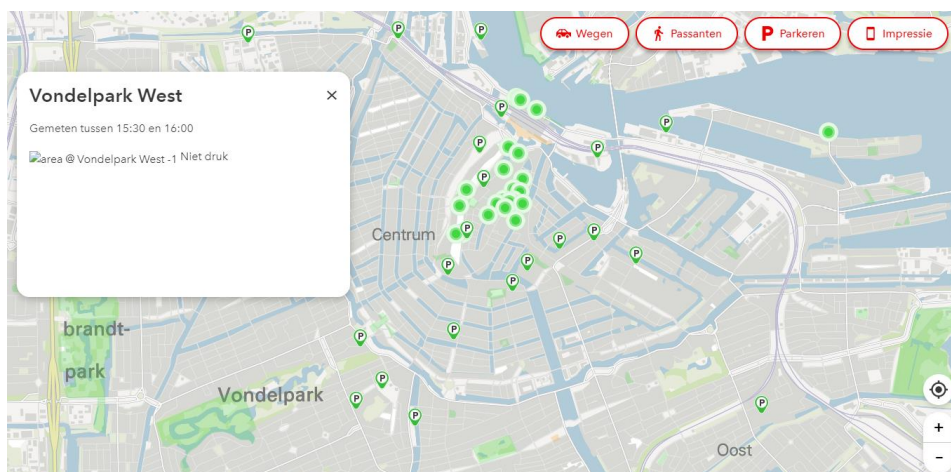 Wegen
Passanten
P Parkeren
Impressie
Vondelpark West
Gemeten tussen 15:30 en 16:00
area @ Vondelpark West -1 Niet druk
P
P
P
P
P
P
P
P
Centrum
P
P
P
P
P
P
P
brandt-
park
P
P
Vondelpark
P
P
P
P
Oost
+
-